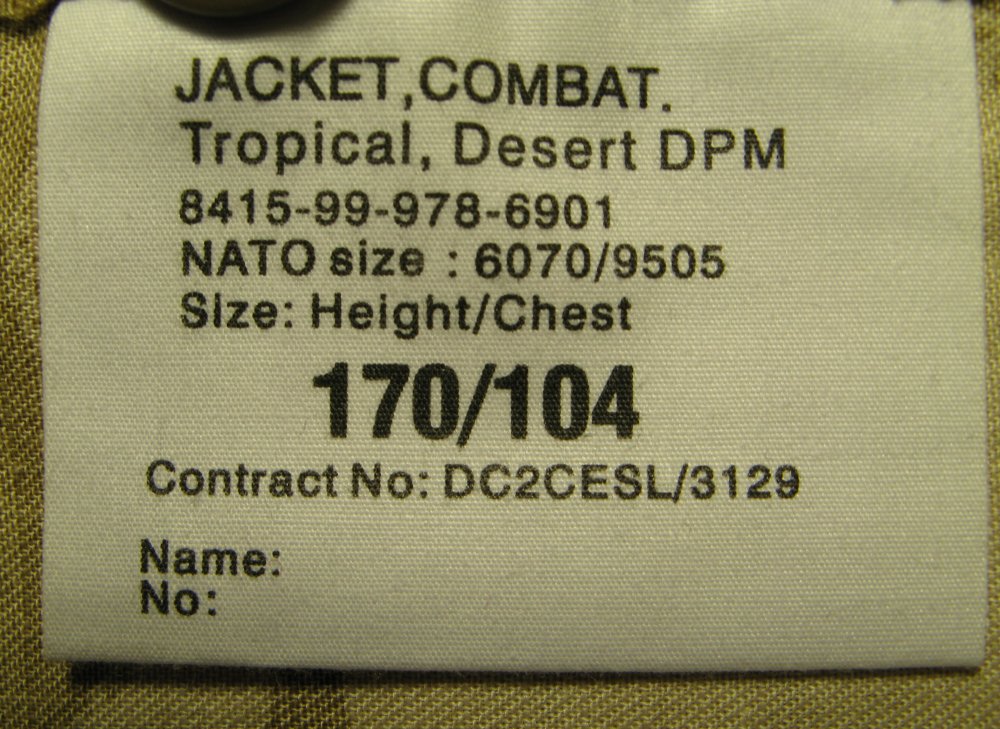 JACKET,COMBAT.
Tropical, Desert DPM
8415-99-978-6901
NATO size : 6070/9505
Size: Height/Chest
170/104
Contract No: DC2CESL/3129
Name:
No: